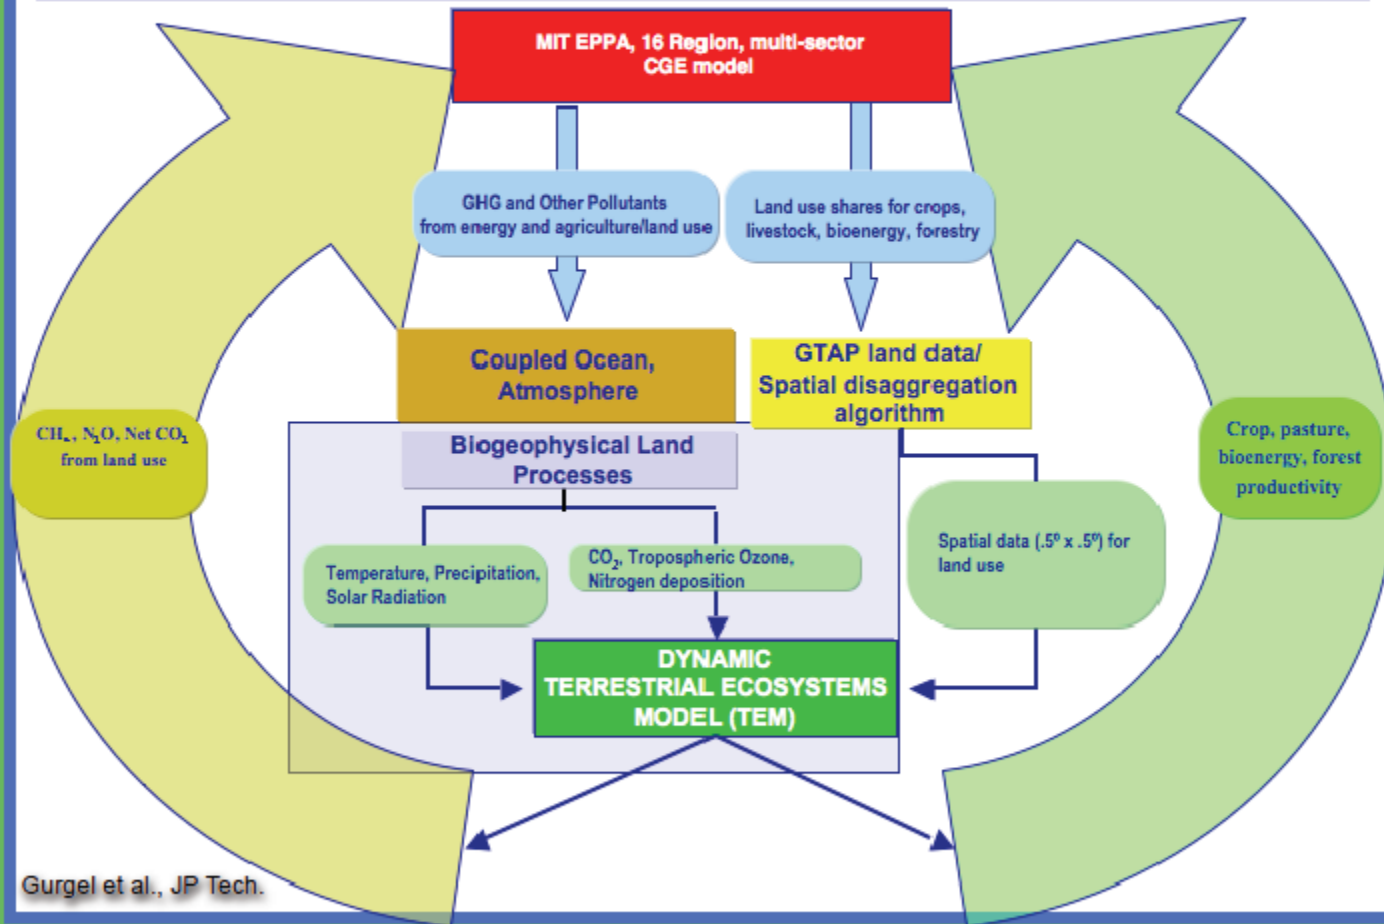 MIT EPPA, 16 Region, multi-sector
CGE model
GHG and Other Pollutants
from energy and agriculture/land use
Land use shares for crops,
livestock, bioenergy, forestry
Coupled Ocean,
Atmosphere
GTAP land data/
Spatial disaggregation
algorithm
Biogeophysical Land
Processes
CH₄, N₂O, Net CO₂
from land use
Crop, pasture,
bioenergy, forest
productivity
Temperature, Precipitation,
Solar Radiation
CO₂, Tropospheric Ozone,
Nitrogen deposition
Spatial data (.5⁰ x .5⁰) for
land use
DYNAMIC
TERRESTRIAL ECOSYSTEMS
MODEL (TEM)
Gurgel et al., JP Tech.